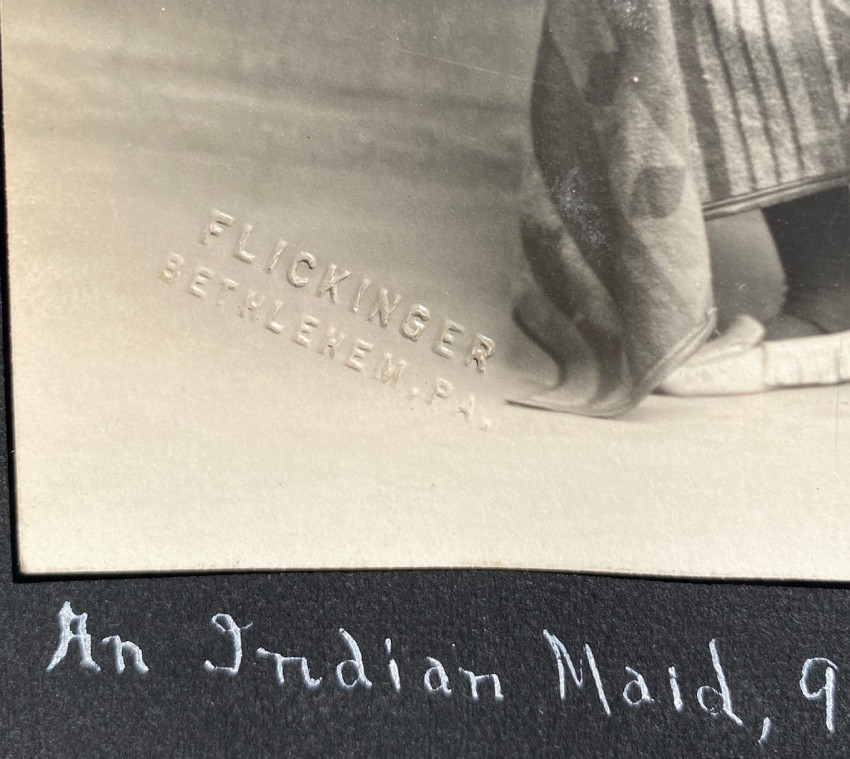 FLICKINGER
BETHLEHEM, PA.
An Indian Maid, 9